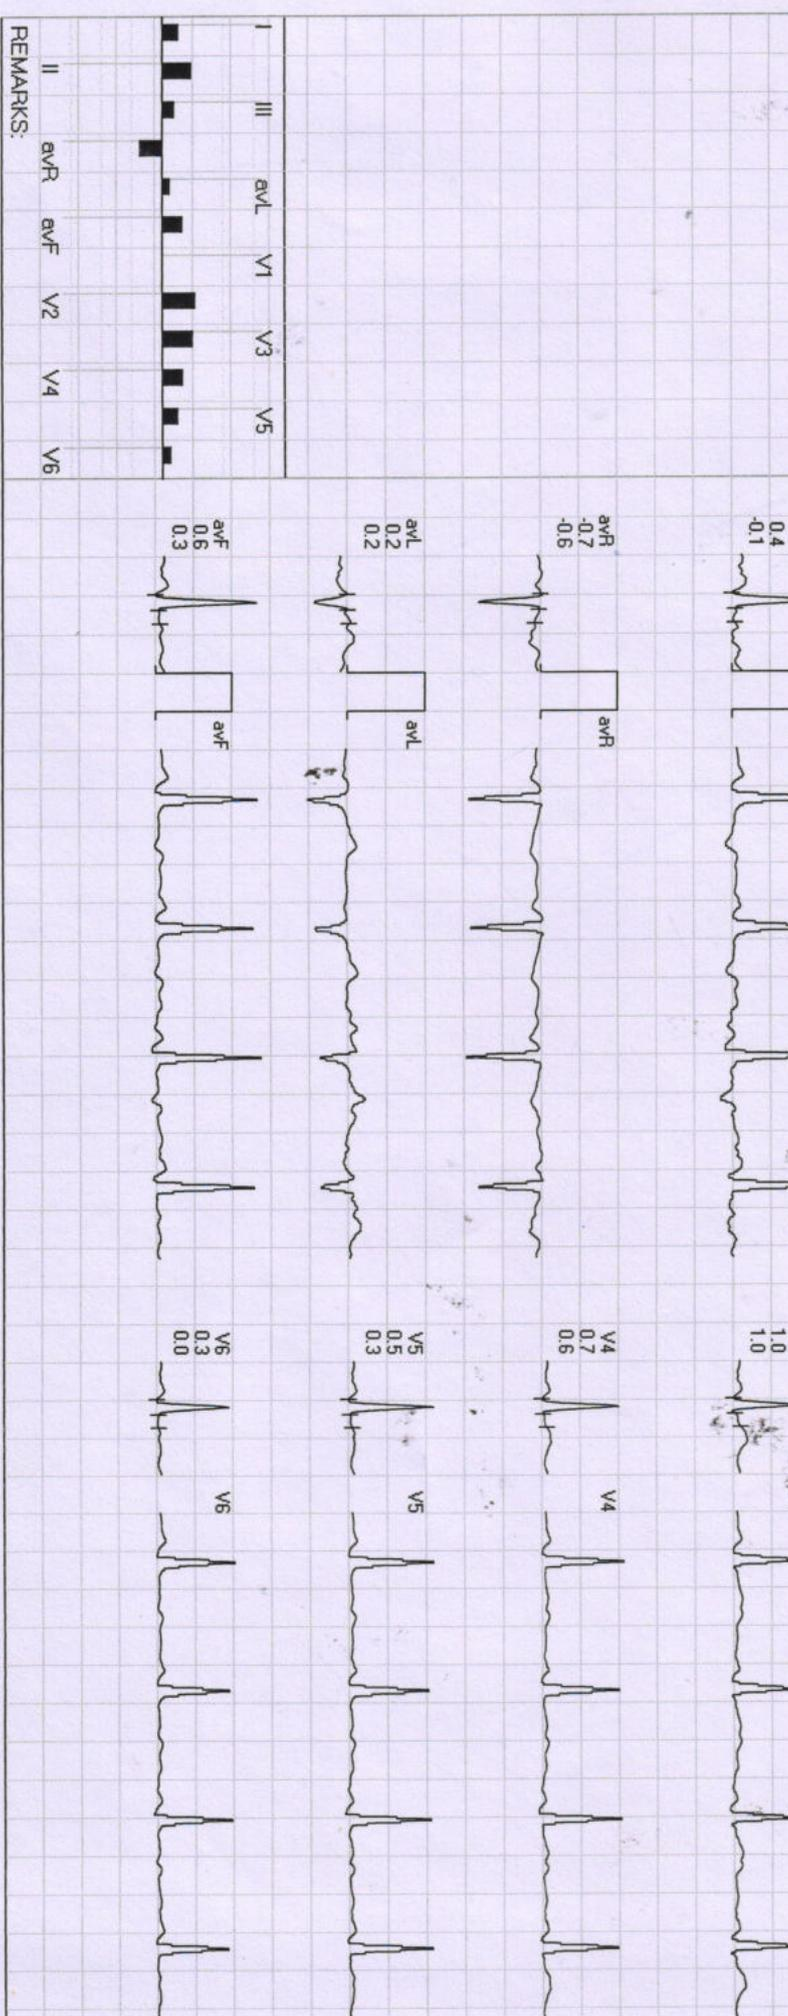 0.4 1.0
-0.1 1.0
avR avR V4 V4
-0.7 0.7
-0.6 0.6
avL avL V5 V5
0.2 0.5
0.2 0.3
I III avL V1 V3 V5
avF avF V6 V6
0.6 0.3
0.3 0.0
II avR avF V2 V4 V6
REMARKS: